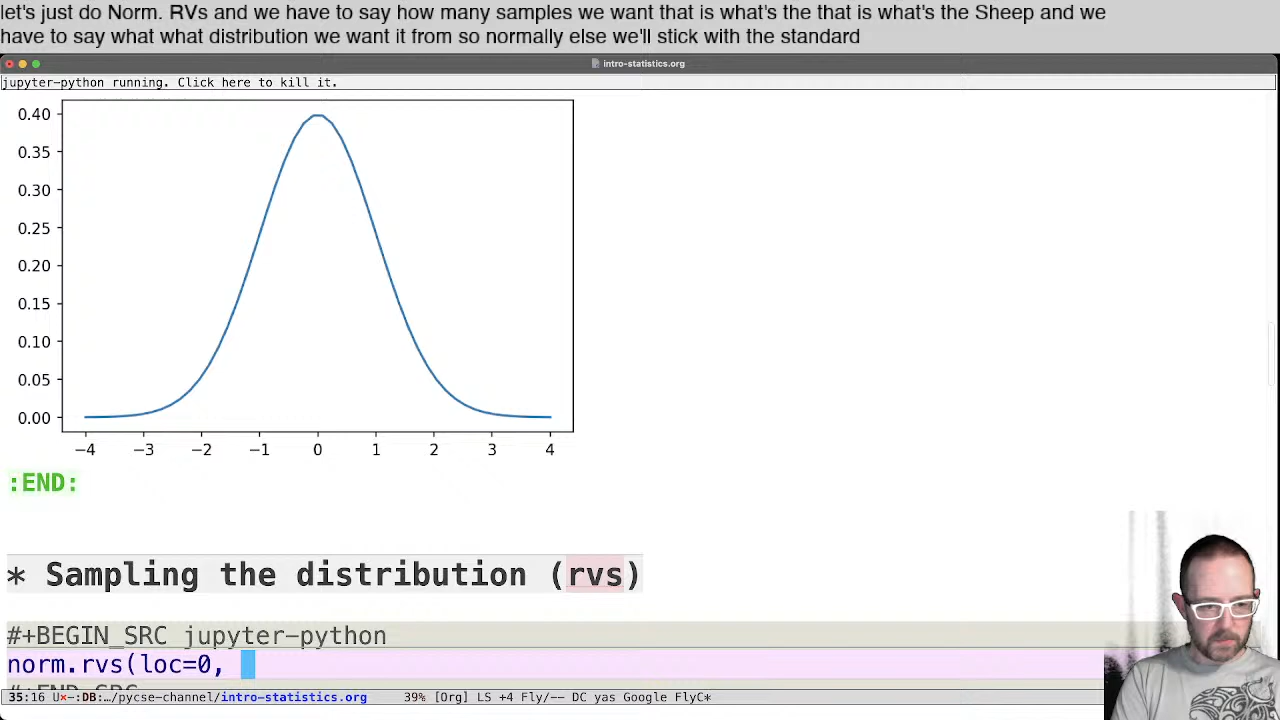 let's just do Norm. RVs and we have to say how many samples we want that is what's the that is what's the Sheep and we
have to say what what distribution we want it from so normally else we'll stick with the standard
intro-statistics.org
jupyter-python running. Click here to kill it.
0.40
0.35
0.30
0.25
0.20
0.15
0.10
0.05
0.00
−4 −3 −2 −1 0 1 2 3 4
:END:
* Sampling the distribution (rvs)
#+BEGIN_SRC jupyter-python
norm.rvs(loc=0,
#+END_SRC
35:16 U×-:DB:…/pycse-channel/intro-statistics.org 39% [Org] LS +4 Fly/-- DC yas Google FlyC*